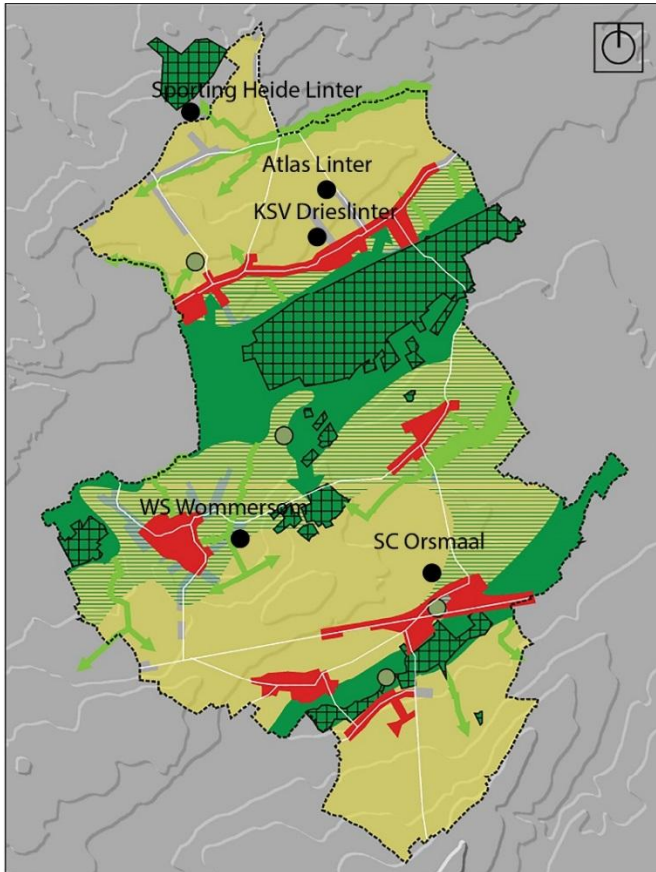 Sporting Heide Linter
Atlas Linter
KSV Drieslinter
WS Wommersom
SC Orsmaal